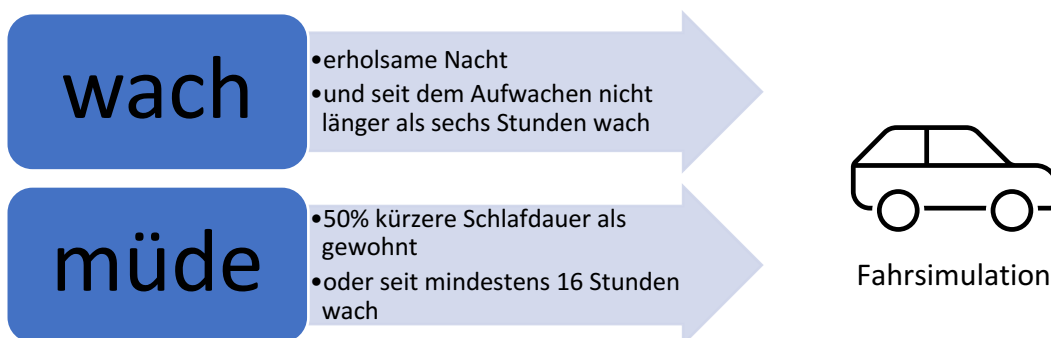 wach
•erholsame Nacht
•und seit dem Aufwachen nicht
länger als sechs Stunden wach
müde
•50% kürzere Schlafdauer als
gewohnt
•oder seit mindestens 16 Stunden
wach
Fahrsimulation